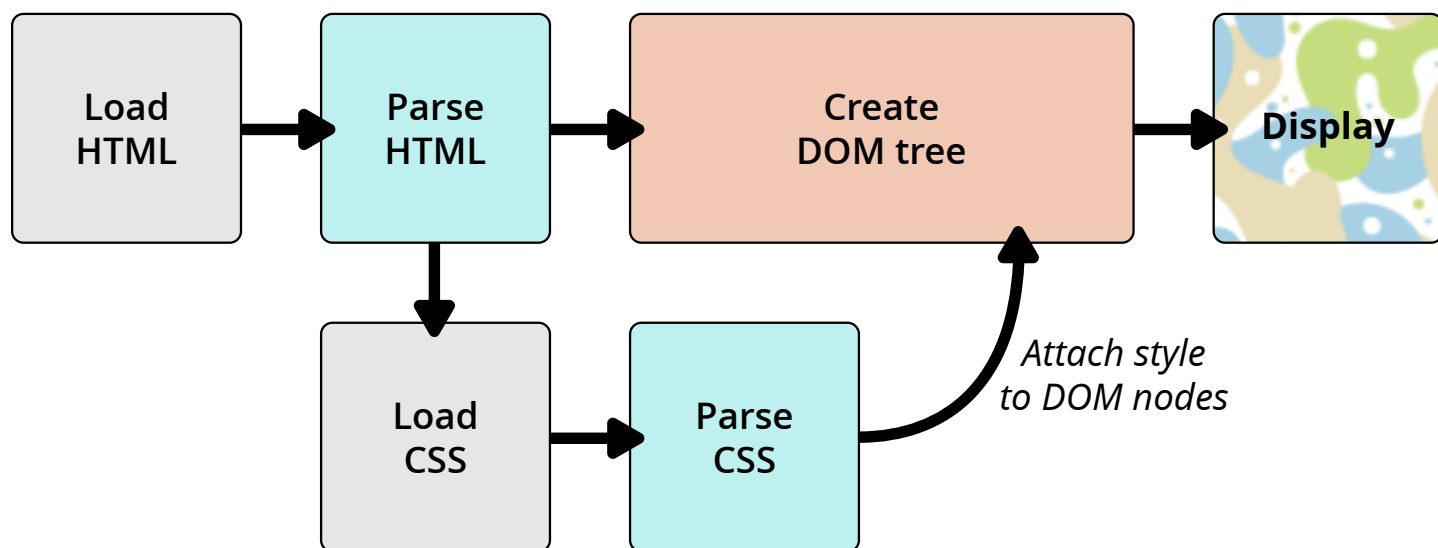 Load
HTML
Parse
HTML
Create
DOM tree
Display
Load
CSS
Parse
CSS
Attach style
to DOM nodes